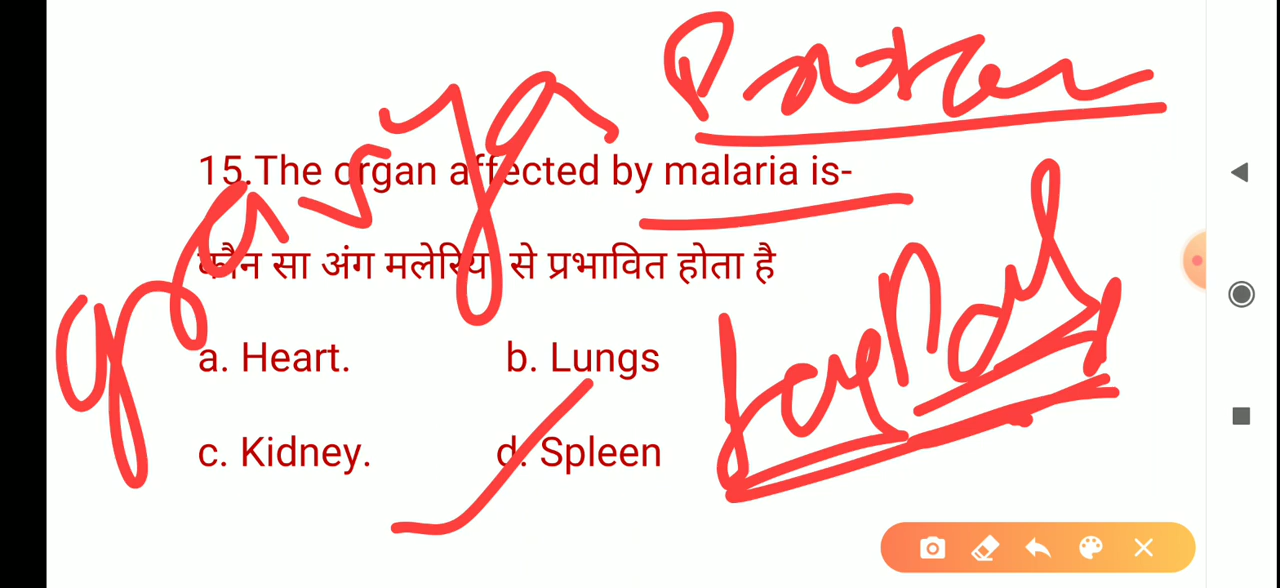 15.The organ affected by malaria is-
कौन सा अंग मलेरिया से प्रभावित होता है
a. Heart. b. Lungs
c. Kidney. d. Spleen